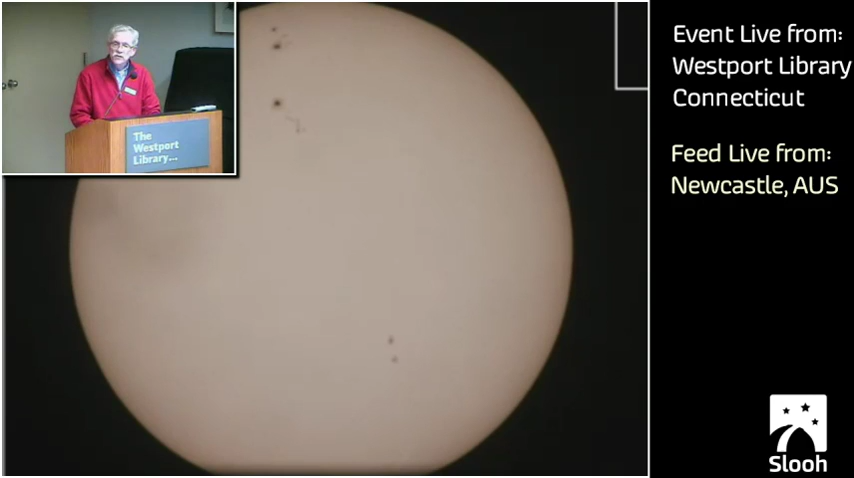 The
Westport
Library...
Event Live from:
Westport Library
Connecticut
Feed Live from:
Newcastle, AUS
Slooh